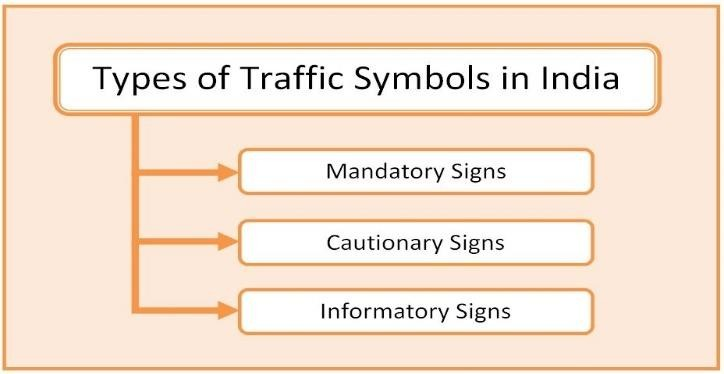 Types of Traffic Symbols in India
Mandatory Signs
Cautionary Signs
Informatory Signs